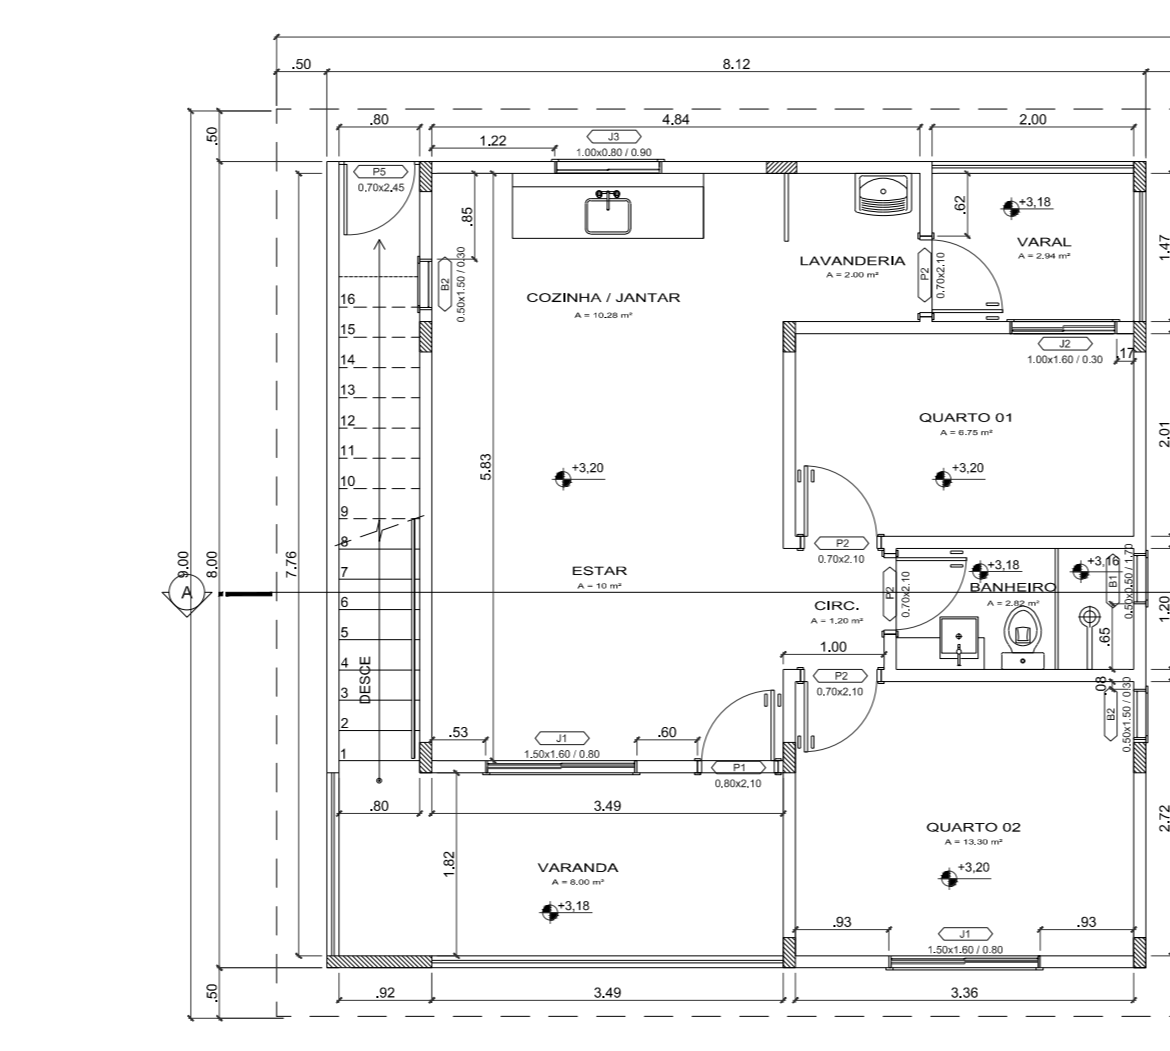 .50
8.12
.50
.80
4.84
2.00
1.22
J3
1.00x0.80 / 0.90
P5
0.70x2.45
.85
.62
+3,18
VARAL
A = 2.94 m²
1.47
LAVANDERIA
A = 2.00 m²
P2
0.70x2.10
B2
0.50x1.50 / 0.30
COZINHA / JANTAR
A = 10.28 m²
16
15
14
13
12
11
10
9
8
7
6
5
4
3
2
1
DESCE
J2
1.00x1.60 / 0.30
.17
QUARTO 01
A = 6.75 m²
+3,20
2.01
5.83
+3,20
P2
0.70x2.10
9.00
8.00
7.76
A
ESTAR
A = 10 m²
CIRC.
A = 1,20 m²
P2
0.70x2.10
+3,18
BANHEIRO
A = 2.82 m²
+3,16
B1
0.50x0.50 / 1.70
1.20
.65
1.00
P2
0.70x2,10
.08
B2
0.50x1.50 / 0.30
.53
J1
1.50x1.60 / 0.80
.60
P1
0.80x2,10
.80
3.49
1.82
VARANDA
A = 8.00 m²
+3,18
QUARTO 02
A = 13,30 m²
+3,20
2.72
.93
J1
1.50x1.60 / 0.80
.93
.50
.92
3.49
3.36